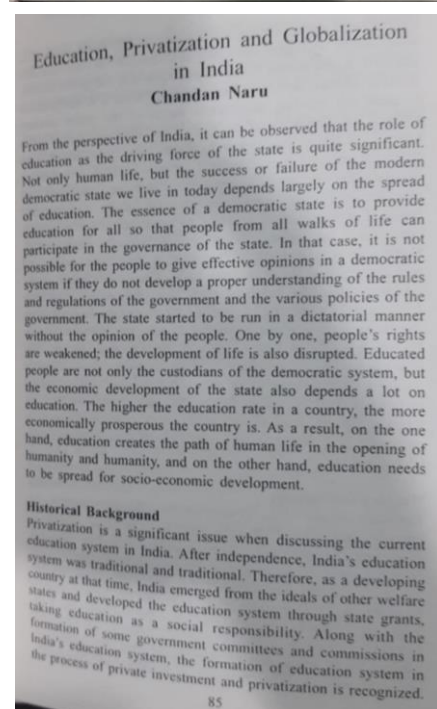 Education, Privatization and Globalization
in India
Chandan Naru
From the perspective of India, it can be observed that the role of
education as the driving force of the state is quite significant.
Not only human life, but the success or failure of the modern
democratic state we live in today depends largely on the spread
of education. The essence of a democratic state is to provide
education for all so that people from all walks of life can
participate in the governance of the state. In that case, it is not
possible for the people to give effective opinions in a democratic
system if they do not develop a proper understanding of the rules
and regulations of the government and the various policies of the
government. The state started to be run in a dictatorial manner
without the opinion of the people. One by one, people's rights
are weakened; the development of life is also disrupted. Educated
people are not only the custodians of the democratic system, but
the economic development of the state also depends a lot on
education. The higher the education rate in a country, the more
economically prosperous the country is. As a result, on the one
hand, education creates the path of human life in the opening of
humanity and humanity, and on the other hand, education needs
to be spread for socio-economic development.
Historical Background
Privatization is a significant issue when discussing the current
education system in India. After independence, India's education
system was traditional and traditional. Therefore, as a developing
country at that time, India emerged from the ideals of other welfare
states and developed the education system through state grants,
taking education as a social responsibility. Along with the
formation of some government committees and commissions in
India's education system, the formation of education system in
the process of private investment and privatization is recognized.
85